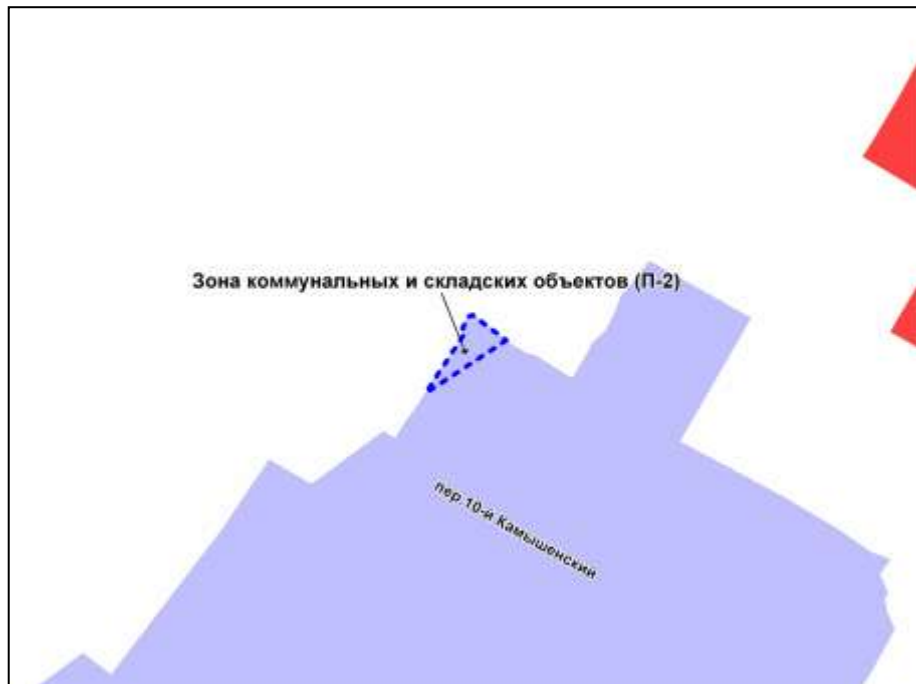 Зона коммунальных и складских объектов (П-2)
пер 10-й Камышенский